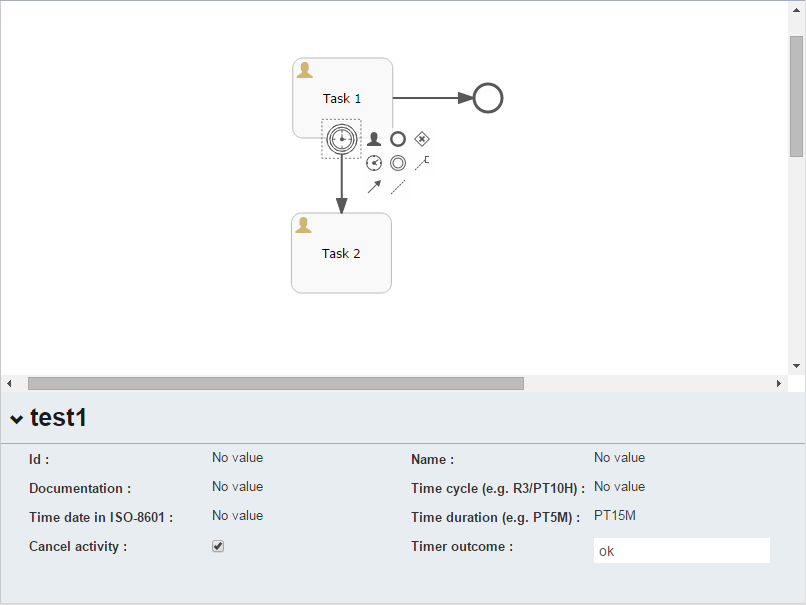 Task 1
Task 2
test1
Id : No value Name : No value
Documentation : No value Time cycle (e.g. R3/PT10H) : No value
Time date in ISO-8601 : No value Time duration (e.g. PT5M) : PT15M
Cancel activity : Timer outcome : ok